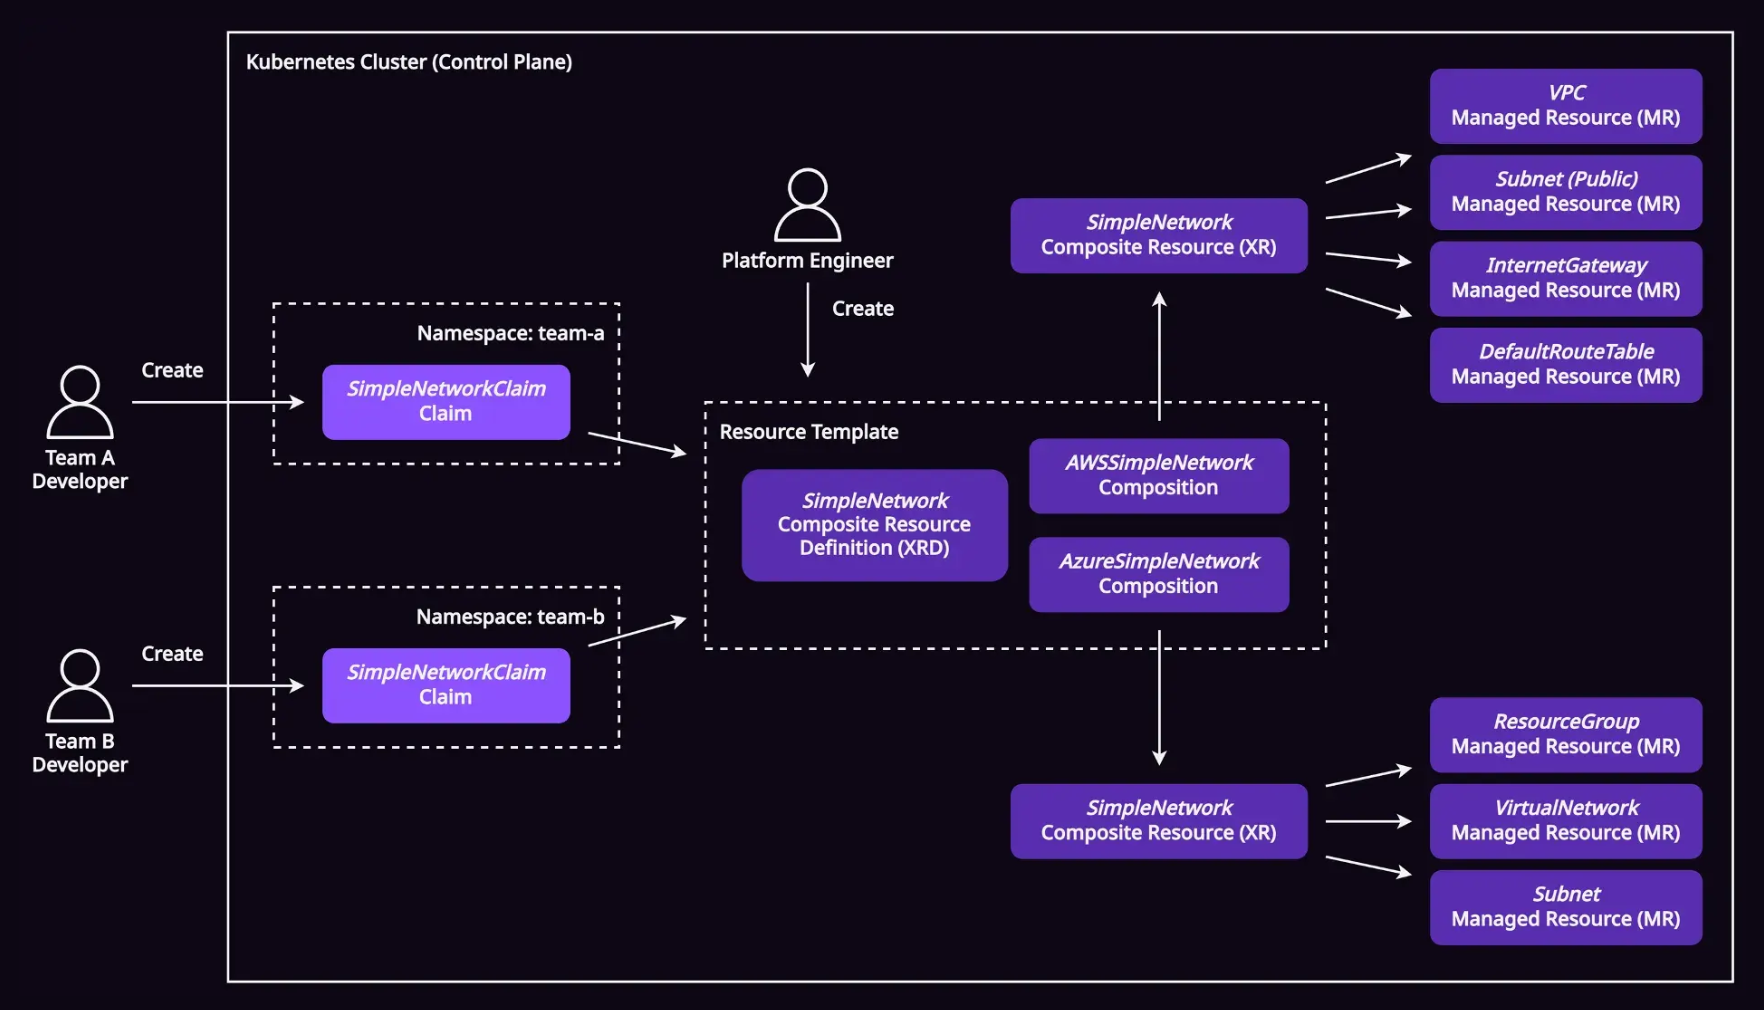 Kubernetes Cluster (Control Plane)
VPC
Managed Resource (MR)
Subnet (Public)
Managed Resource (MR)
InternetGateway
Managed Resource (MR)
DefaultRouteTable
Managed Resource (MR)
SimpleNetwork
Composite Resource (XR)
Platform Engineer
Create
Namespace: team-a
SimpleNetworkClaim
Claim
Create
Team A
Developer
Resource Template
SimpleNetwork
Composite Resource
Definition (XRD)
AWSSimpleNetwork
Composition
AzureSimpleNetwork
Composition
Namespace: team-b
SimpleNetworkClaim
Claim
Create
Team B
Developer
SimpleNetwork
Composite Resource (XR)
ResourceGroup
Managed Resource (MR)
VirtualNetwork
Managed Resource (MR)
Subnet
Managed Resource (MR)